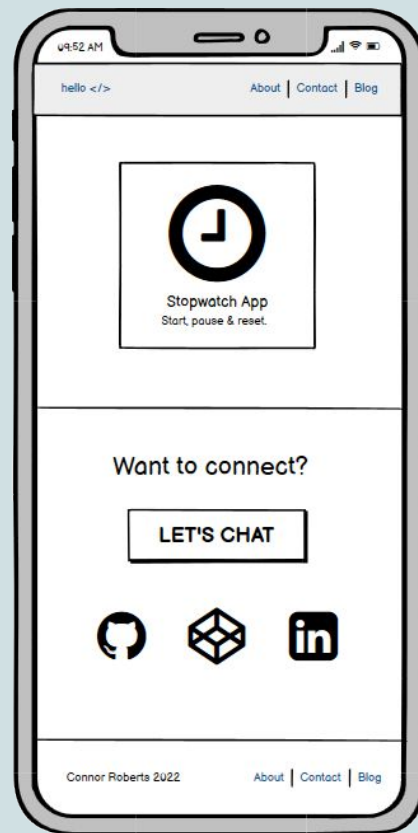 09:52 AM
hello </> About | Contact | Blog
Stopwatch App
Start, pause & reset.
Want to connect?
LET'S CHAT
in
Connor Roberts 2022 About | Contact | Blog